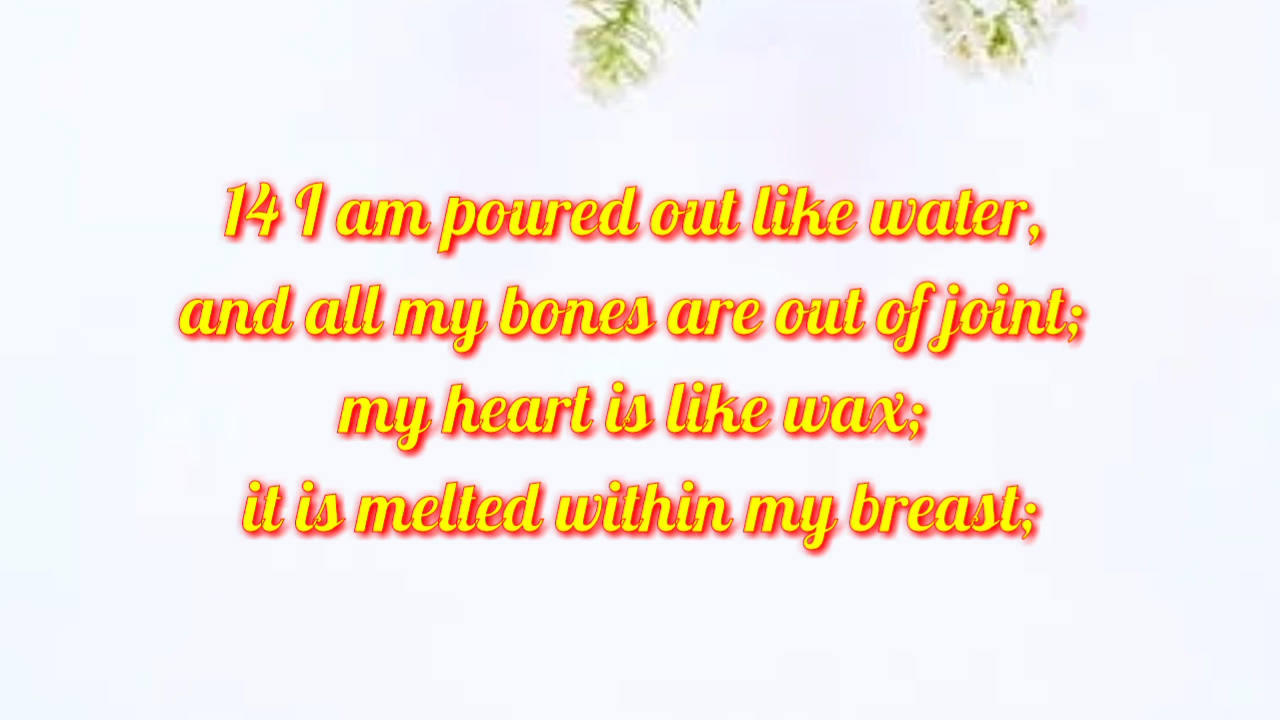 14 I am poured out like water,
and all my bones are out of joint;
my heart is like wax;
it is melted within my breast;